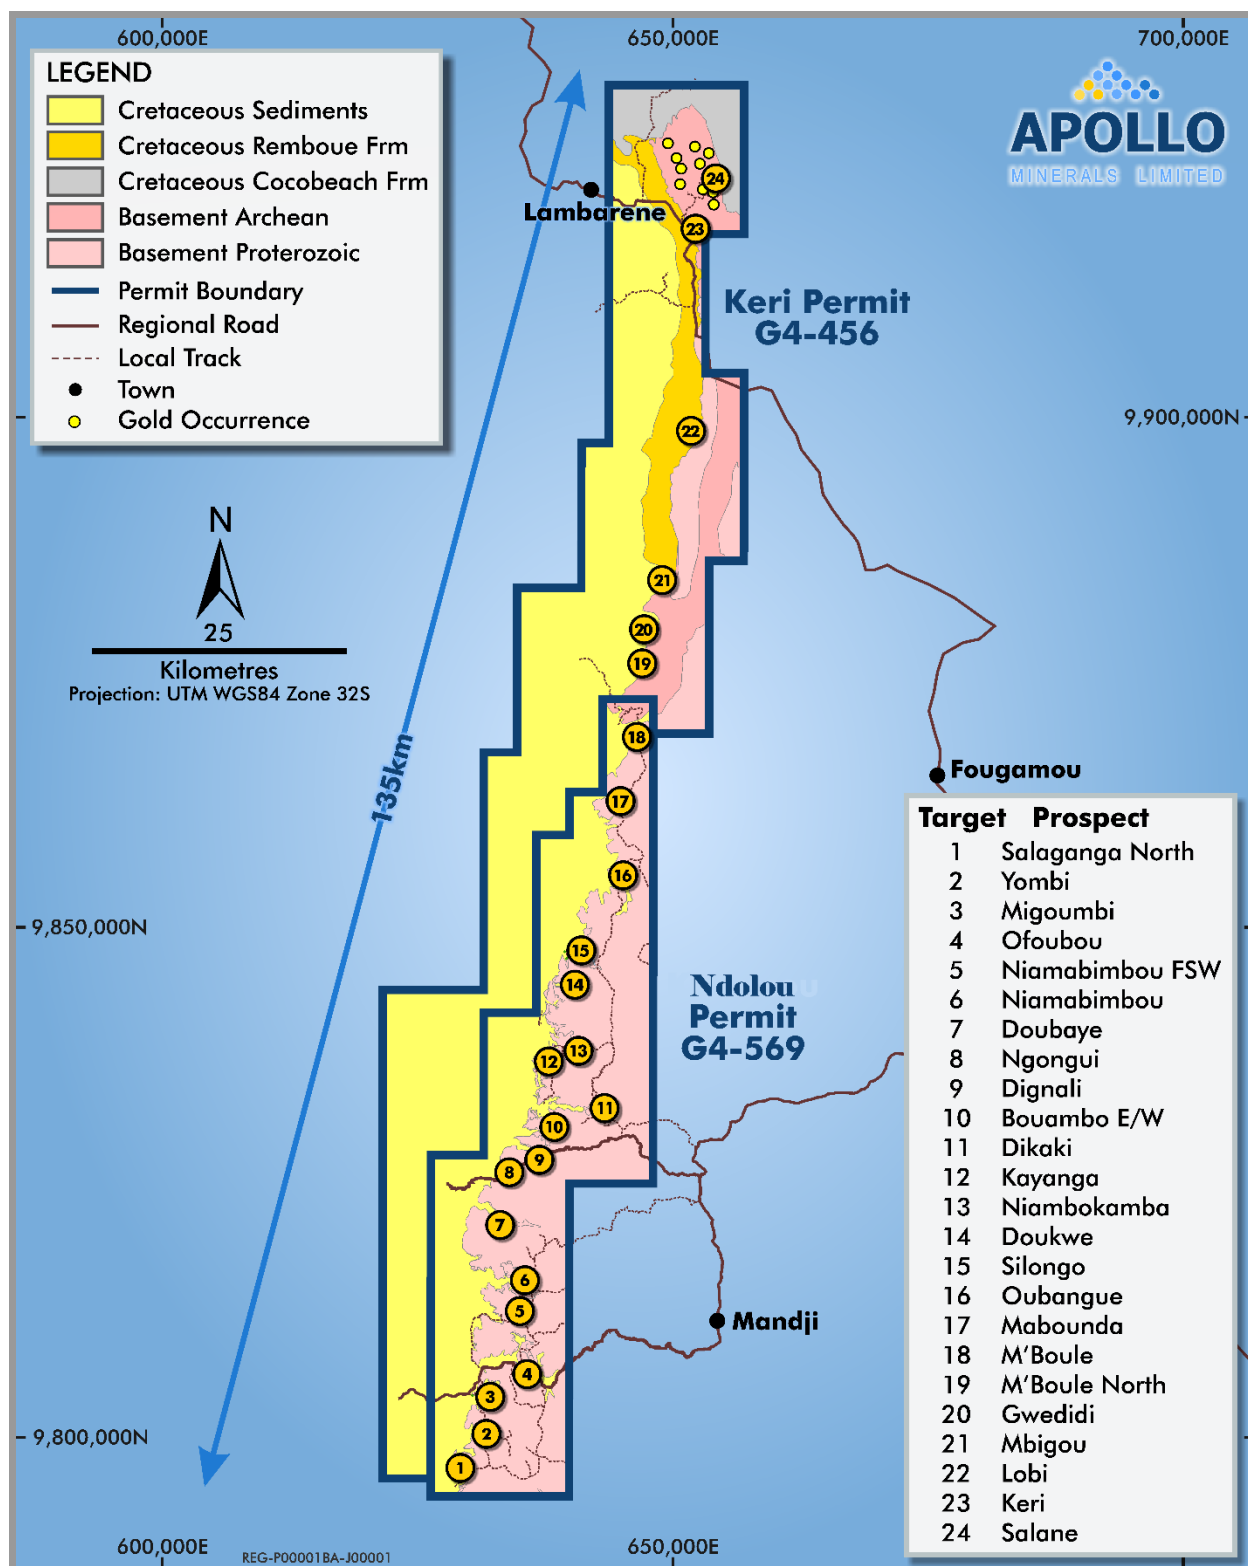 600,000E
650,000E
700,000E
LEGEND
Cretaceous Sediments
Cretaceous Remboue Frm
Cretaceous Cocobeach Frm
Basement Archean
Basement Proterozoic
Permit Boundary
Regional Road
Local Track
Town
Gold Occurrence
APOLLO
MINERALS LIMITED
24
Lambarene
23
Keri Permit
G4-456
9,900,000N
22
N
25
Kilometres
Projection: UTM WGS84 Zone 32S
21
20
19
18
135km
17
Fougamou
16
9,850,000N
15
14
Ndolou
Permit
G4-569
13
12
11
10
9
8
7
6
5
Mandji
4
3
2
9,800,000N
1
Target Prospect
1 Salaganga North
2 Yombi
3 Migoumbi
4 Ofoubou
5 Niamabimbou FSW
6 Niamabimbou
7 Doubaye
8 Ngongui
9 Dignali
10 Bouambo E/W
11 Dikaki
12 Kayanga
13 Niambokamba
14 Doukwe
15 Silongo
16 Oubangue
17 Mabounda
18 M'Boule
19 M'Boule North
20 Gwedidi
21 Mbigou
22 Lobi
23 Keri
24 Salane
600,000E
REG-P00001BA-J00001
650,000E